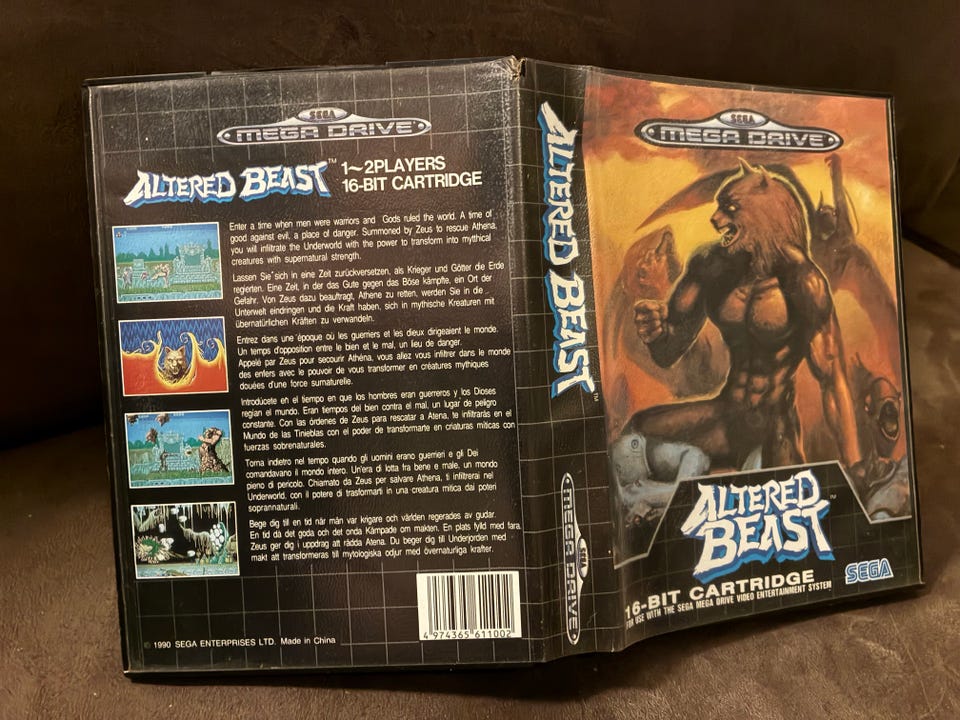 SEGA
MEGA DRIVE
ALTERED BEAST™
1~2PLAYERS
16-BIT CARTRIDGE
Enter a time when men were warriors and Gods ruled the world. A time of
good against evil, a place of danger. Summoned by Zeus to rescue Athena,
you will infiltrate the Underworld with the power to transform into mythical
creatures with supernatural strength.
Lassen Sie sich in eine Zeit zurückversetzen, als Krieger und Götter die Erde
regierten. Eine Zeit, in der das Gute gegen das Böse kämpfte, ein Ort der
Gefahr. Von Zeus dazu beauftragt, Athene zu retten, werden Sie in die
Unterwelt eindringen und die Kraft haben, sich in mythische Kreaturen mit
übernatürlichen Kräften zu verwandeln.
Entrez dans une époque où les guerriers et les dieux dirigeaient le monde.
Un temps d'opposition entre le bien et le mal, un lieu de danger.
Appelé par Zeus pour secourir Athèna, vous allez vous infiltrer dans le monde
des enfers avec le pouvoir de vous transformer en créatures mythiques
douées d'une force surnaturelle.
Introdúcete en el tiempo en que los hombres eran guerreros y los Dioses
regían el mundo. Eran tiempos del bien contra el mal, un lugar de peligro
constante. Con las órdenes de Zeus para rescatar a Atena, te infiltrarás en el
Mundo de las Tinieblas con el poder de transformarte en criaturas míticas con
fuerzas sobrenaturales.
Torna indietro nel tempo quando gli uomini erano guerrieri e gli Dei
comandavano il mondo intero. Un'era di lotta fra bene e male, un mondo
pieno di pericolo. Chiamato da Zeus per salvare Athena, ti infiltrerai nel
Underworld, con il potere di trasformarti in una creatura mitica dai poteri
soprannaturali.
Bege dig till en tid när män var krigare och världen regerades av gudar.
En tid då det goda och det onda Kämpade om makten. En plats fylld med fara.
Zeus ger dig i uppdrag att rädda Atena. Du beger dig till Underjorden med
makt att transformeras till mytologiska odjur med övernaturliga krafter.
4 974365 611002
© 1990 SEGA ENTERPRISES LTD. Made in China
ALTERED BEAST™
SEGA
MEGA DRIVE
SEGA
MEGA DRIVE
ALTERED
BEAST™
16-BIT CARTRIDGE
FOR USE WITH THE SEGA MEGA DRIVE VIDEO ENTERTAINMENT SYSTEM
SEGA